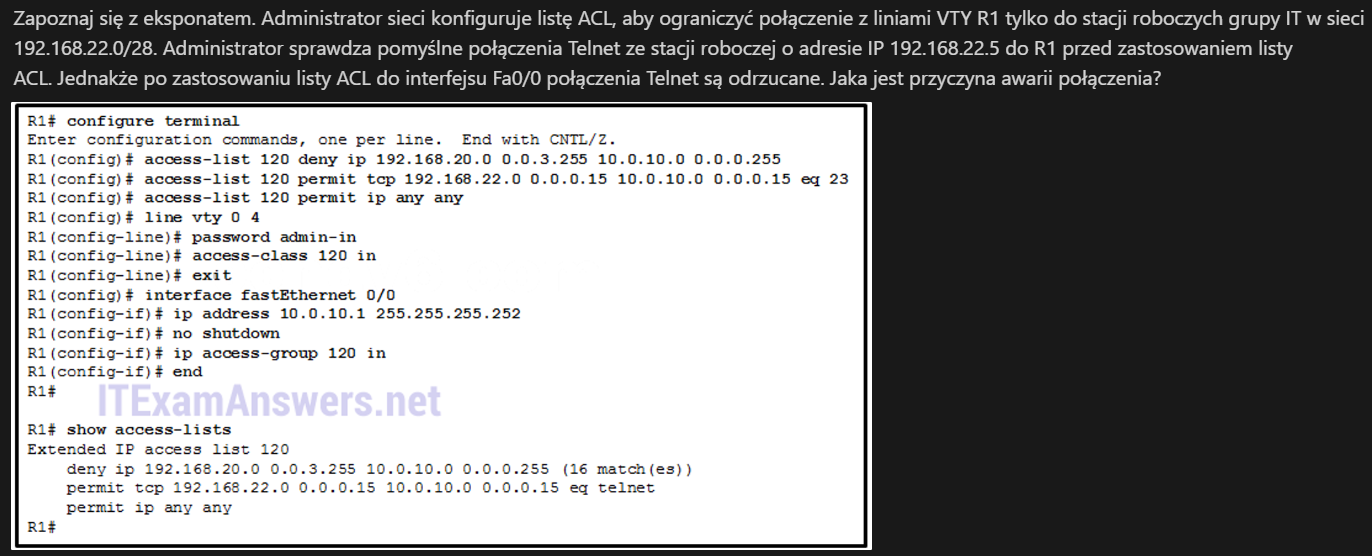 Zapoznaj się z eksponatem. Administrator sieci konfiguruje listę ACL, aby ograniczyć połączenie z liniami VTY R1 tylko do stacji roboczych grupy IT w sieci
192.168.22.0/28. Administrator sprawdza pomyślne połączenia Telnet ze stacji roboczej o adresie IP 192.168.22.5 do R1 przed zastosowaniem listy
ACL. Jednakże po zastosowaniu listy ACL do interfejsu Fa0/0 połączenia Telnet są odrzucane. Jaka jest przyczyna awarii połączenia?
R1# configure terminal
Enter configuration commands, one per line.  End with CNTL/Z.
R1(config)# access-list 120 deny ip 192.168.20.0 0.0.3.255 10.0.10.0 0.0.0.255
R1(config)# access-list 120 permit tcp 192.168.22.0 0.0.0.15 10.0.10.0 0.0.0.15 eq 23
R1(config)# access-list 120 permit ip any any
R1(config)# line vty 0 4
R1(config-line)# password admin-in
R1(config-line)# access-class 120 in
R1(config-line)# exit
R1(config)# interface fastEthernet 0/0
R1(config-if)# ip address 10.0.10.1 255.255.255.252
R1(config-if)# no shutdown
R1(config-if)# ip access-group 120 in
R1(config-if)# end
R1#
ITExamAnswers.net
R1# show access-lists
Extended IP access list 120
    deny ip 192.168.20.0 0.0.3.255 10.0.10.0 0.0.0.255 (16 match(es))
    permit tcp 192.168.22.0 0.0.0.15 10.0.10.0 0.0.0.15 eq telnet
    permit ip any any
R1#